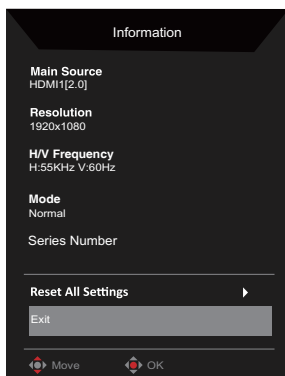 Information
Main Source
HDMI1[2.0]
Resolution
1920x1080
H/V Frequency
H:55KHz V:60Hz
Mode
Normal
Series Number
Reset All Settings
Exit
Move OK